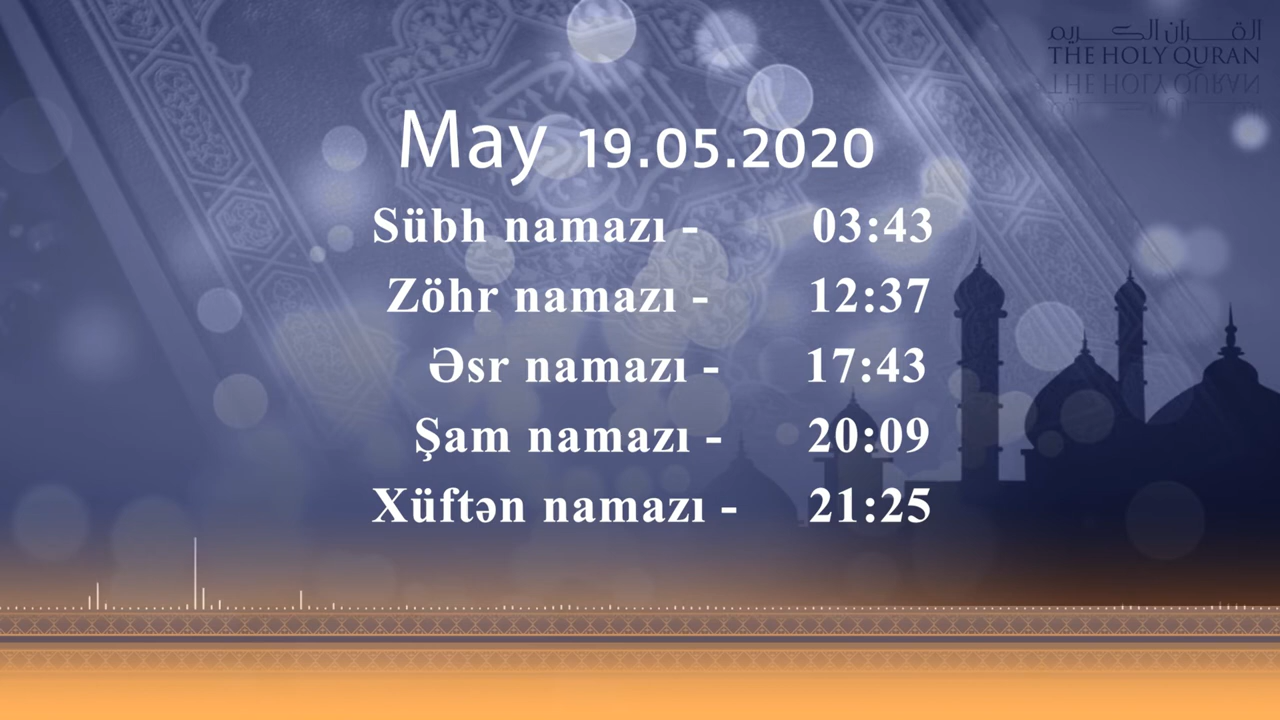 القرآن الكريم
THE HOLY QURAN
May 19.05.2020
Sübh namazı - 03:43
Zöhr namazı - 12:37
Əsr namazı - 17:43
Şam namazı - 20:09
Xüftən namazı - 21:25